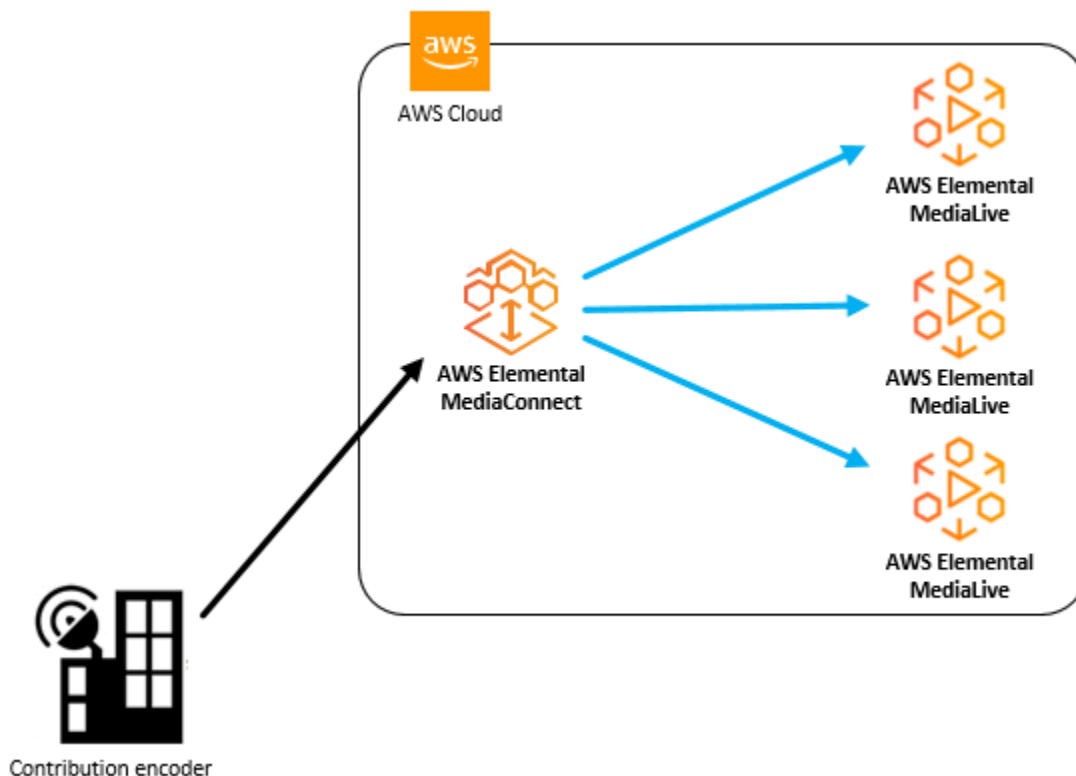 aws
AWS Cloud
AWS Elemental
MediaLive
AWS Elemental
MediaConnect
AWS Elemental
MediaLive
AWS Elemental
MediaLive
Contribution encoder